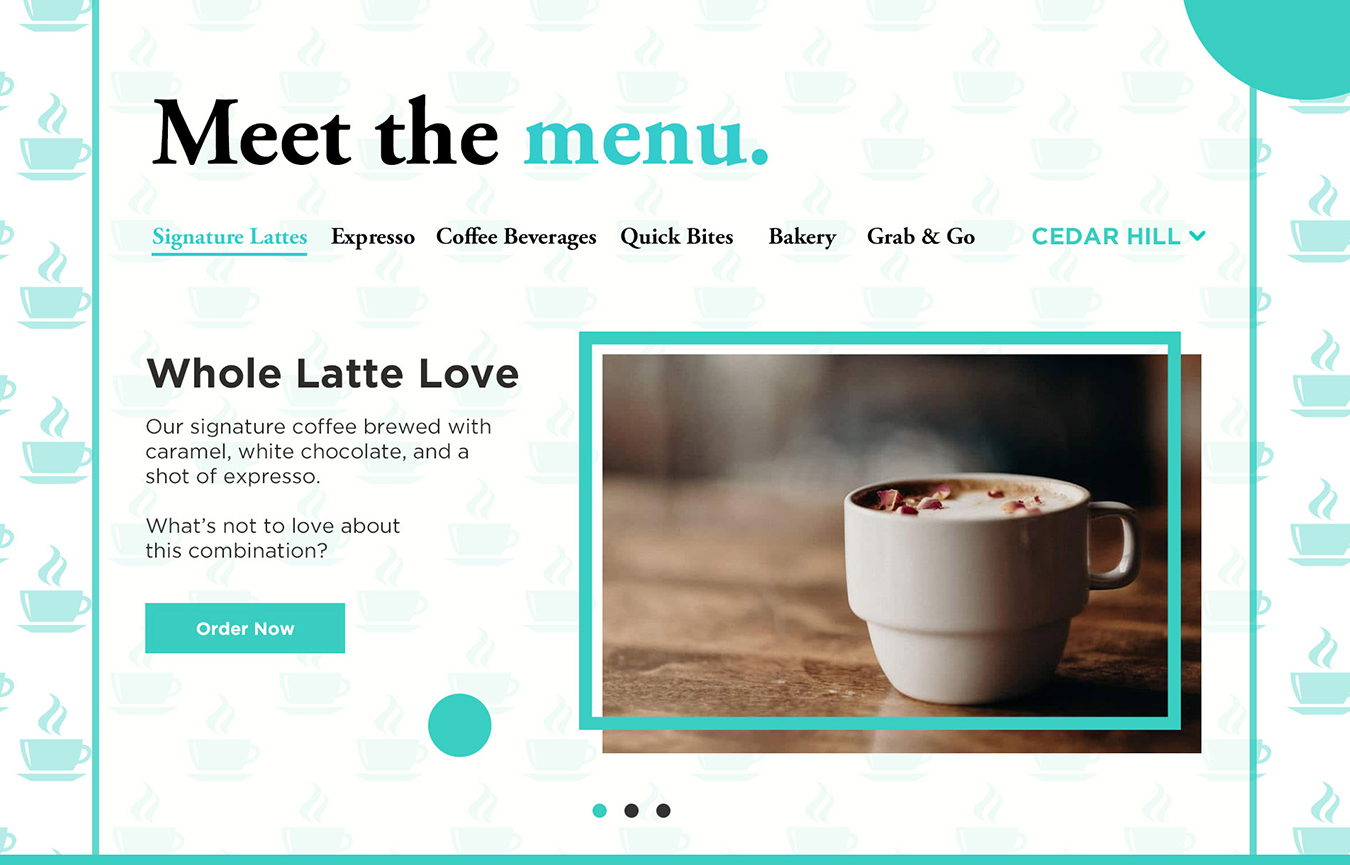 Meet the menu.
Signature Lattes Expresso Coffee Beverages Quick Bites Bakery Grab & Go CEDAR HILL
Whole Latte Love
Our signature coffee brewed with
caramel, white chocolate, and a
shot of expresso.
What’s not to love about
this combination?
Order Now